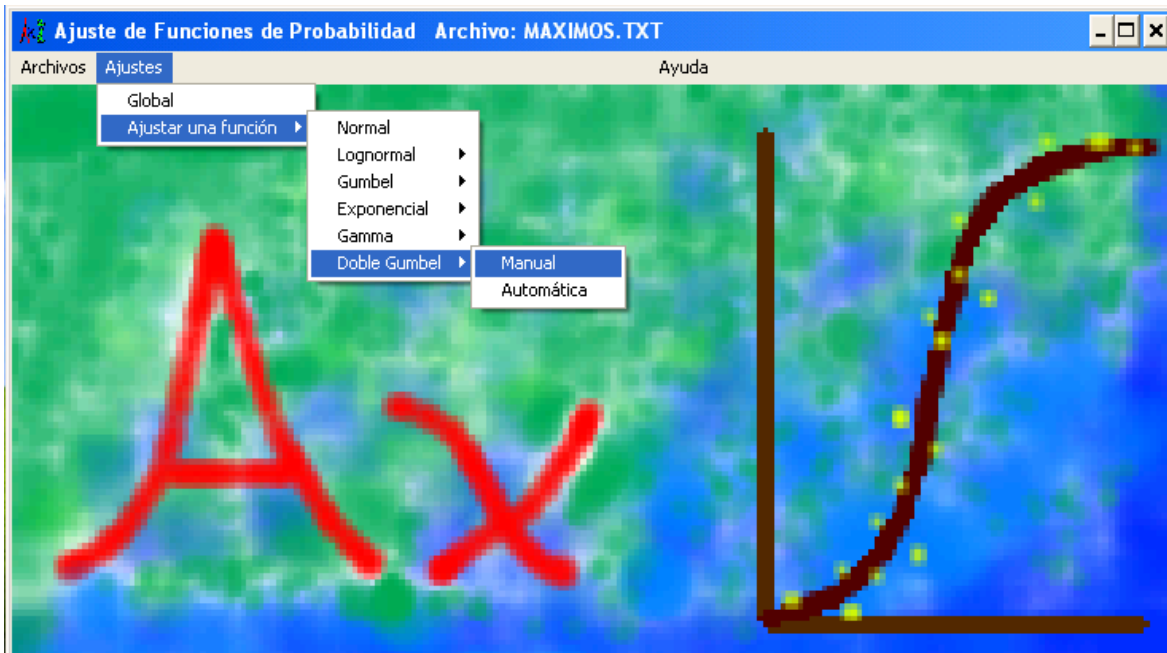 Ajuste de Funciones de Probabilidad Archivo: MAXIMOS.TXT
Archivos Ajustes Ayuda
Global
Ajustar una función
Normal
Lognormal
Gumbel
Exponencial
Gamma
Doble Gumbel
Manual
Automática
Ax